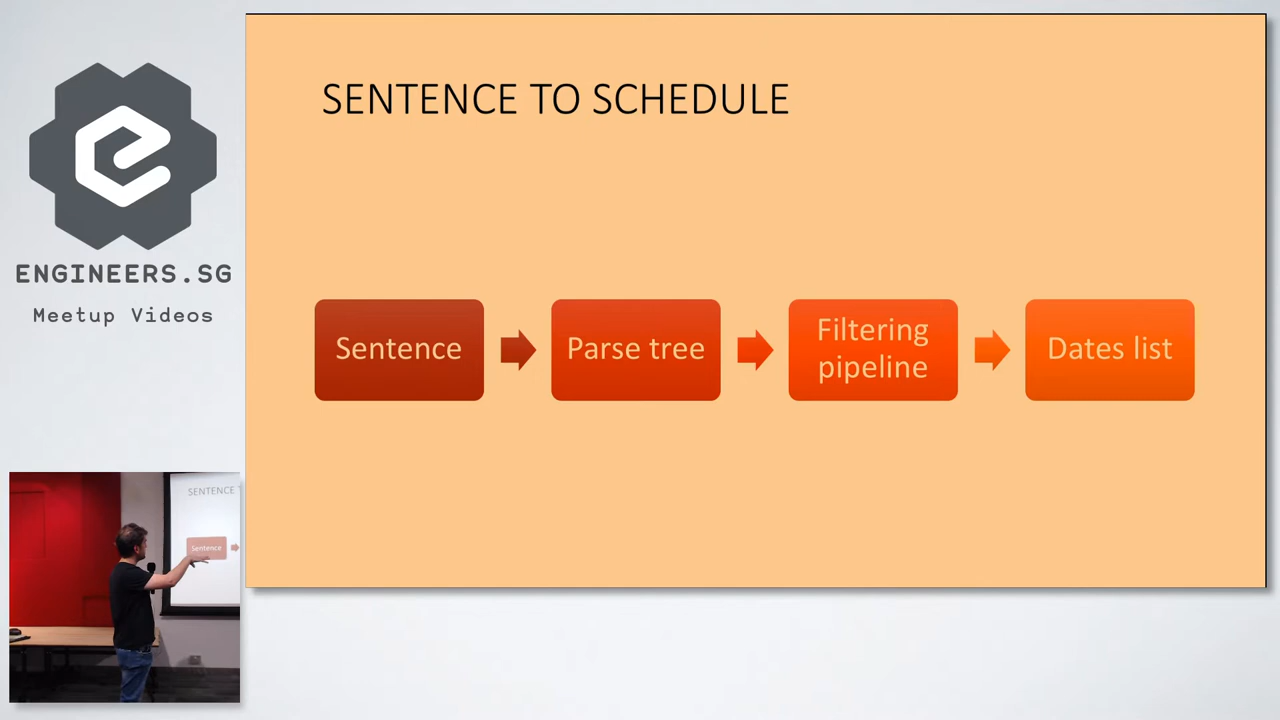 ENGINEERS.SG
Meetup Videos
SENTENCE TO SCHEDULE
Sentence
Parse tree
Filtering
pipeline
Dates list
SENTENCE T
Sentence